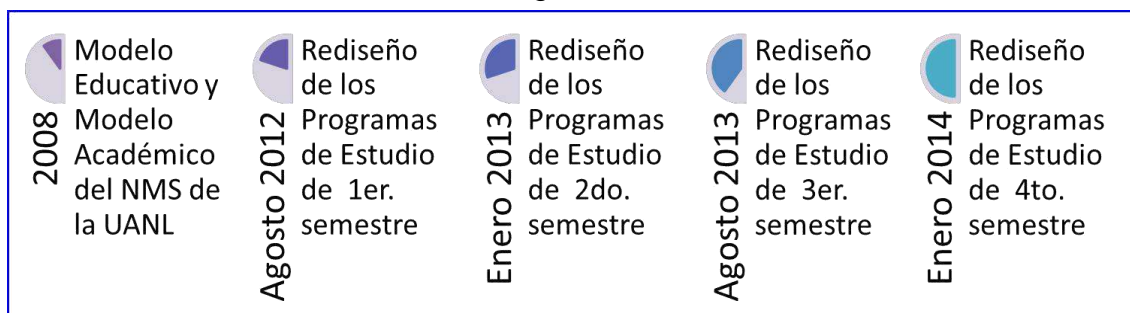 2008
Modelo
Educativo y
Modelo
Académico
del NMS de
la UANL
Agosto 2012
Rediseño
de los
Programas
de Estudio
de 1er.
semestre
Enero 2013
Rediseño
de los
Programas
de Estudio
de 2do.
semestre
Agosto 2013
Rediseño
de los
Programas
de Estudio
de 3er.
semestre
Enero 2014
Rediseño
de los
Programas
de Estudio
de 4to.
semestre